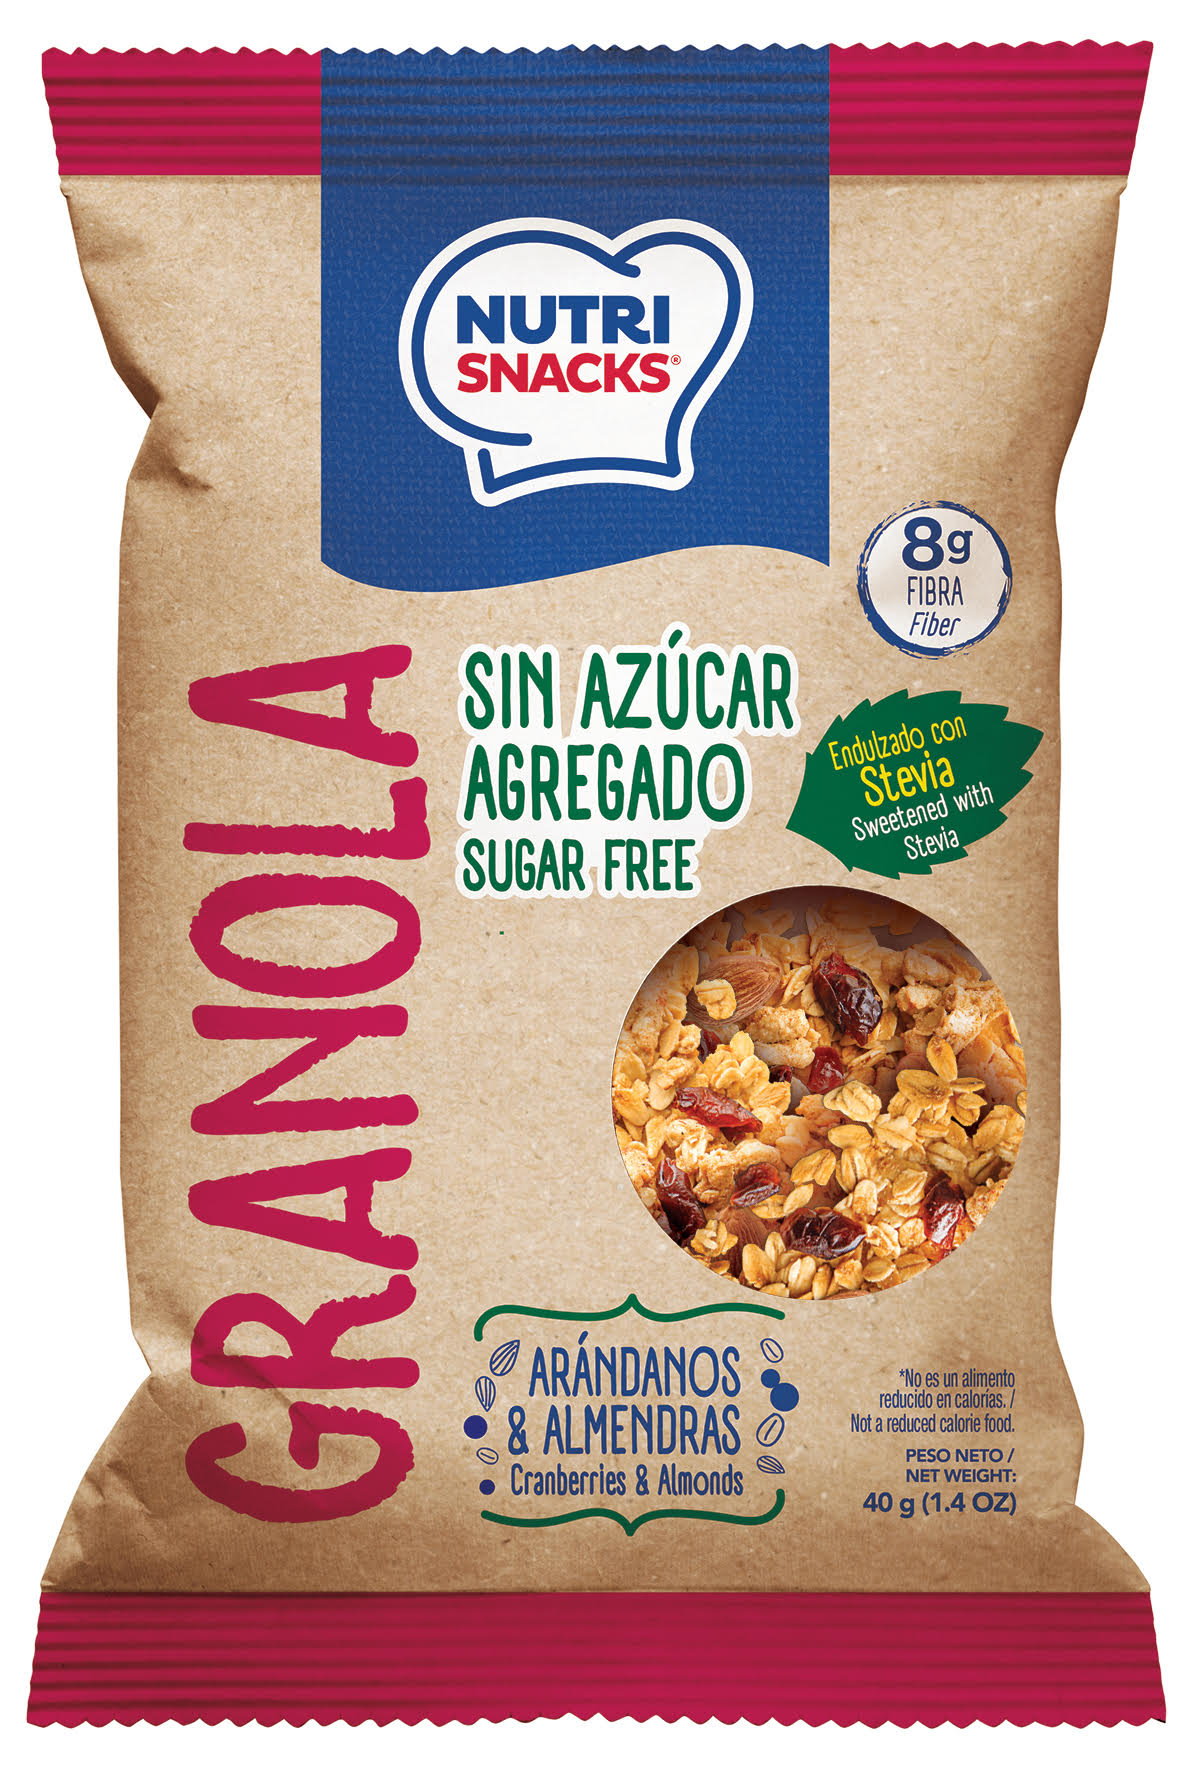 NUTRI
SNACKS®
8g
FIBRA
Fiber
SIN AZÚCAR
AGREGADO
SUGAR FREE
Endulzado con
Stevia
Sweetened with
Stevia
GRANOLA
ARÁNDANOS
& ALMENDRAS
Cranberries & Almonds
*No es un alimento
reducido en calorías. /
Not a reduced calorie food.
PESO NETO /
NET WEIGHT:
40 g (1.4 OZ)